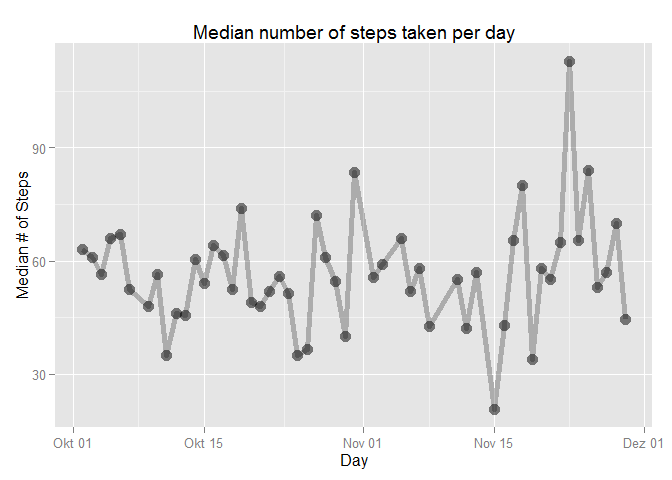 Median number of steps taken per day
Median # of Steps
90
60
30
Okt 01 Okt 15 Nov 01 Nov 15 Dez 01
Day